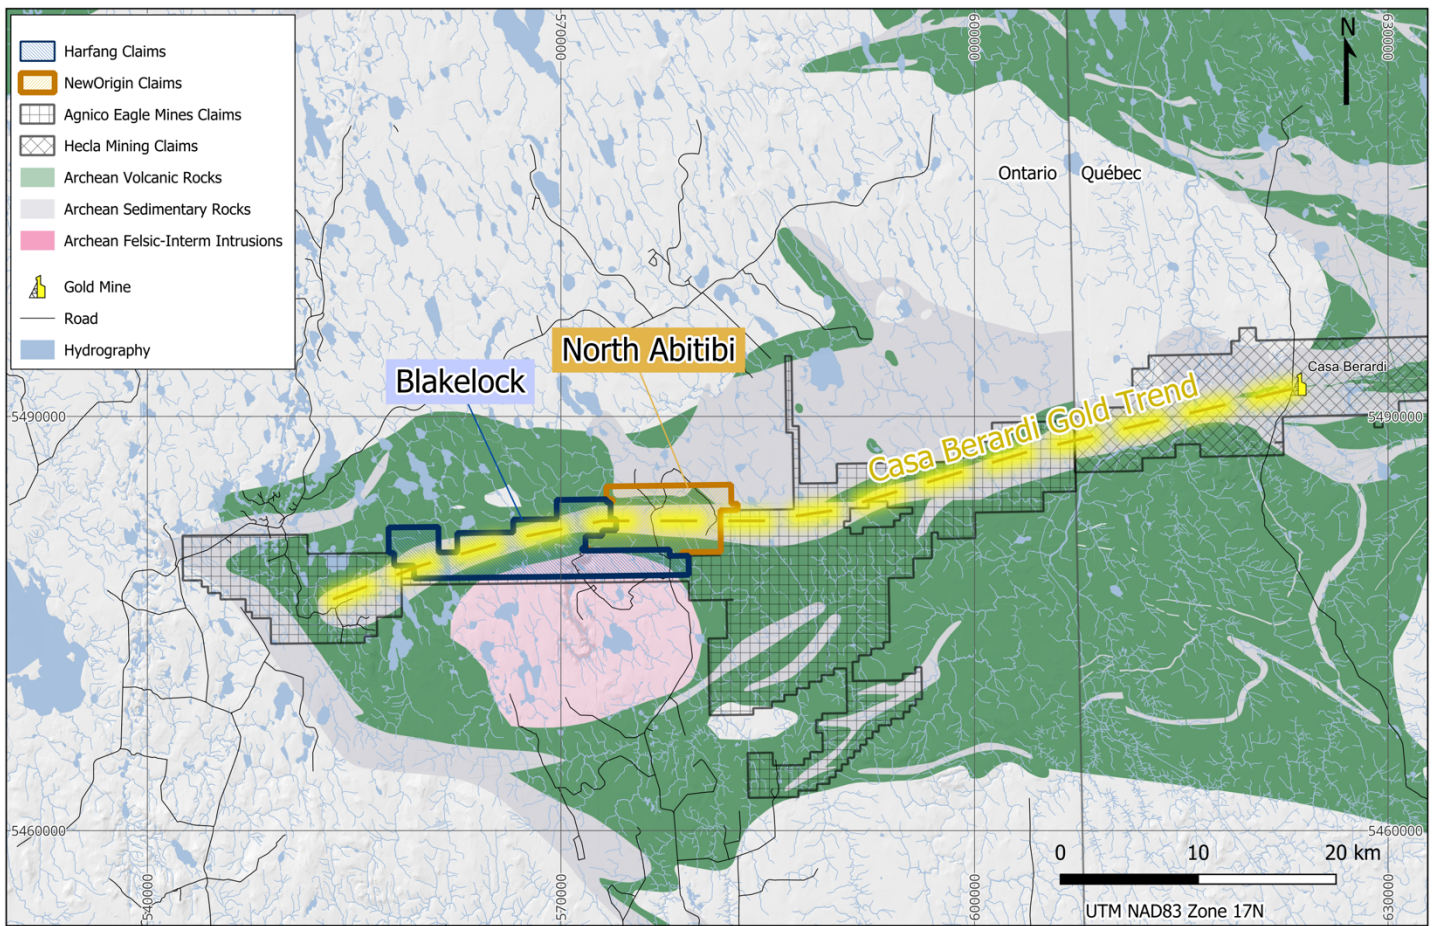 Harfang Claims
NewOrigin Claims
Agnico Eagle Mines Claims
Hecla Mining Claims
Archean Volcanic Rocks
Archean Sedimentary Rocks
Archean Felsic-Interm Intrusions
Gold Mine
Road
Hydrography
570000
600000
630000
N
Ontario
Québec
North Abitibi
Blakelock
Casa Berardi
Casa Berardi Gold Trend
5490000
5490000
5460000
5460000
0 10 20 km
UTM NAD83 Zone 17N
540000
570000
600000
630000